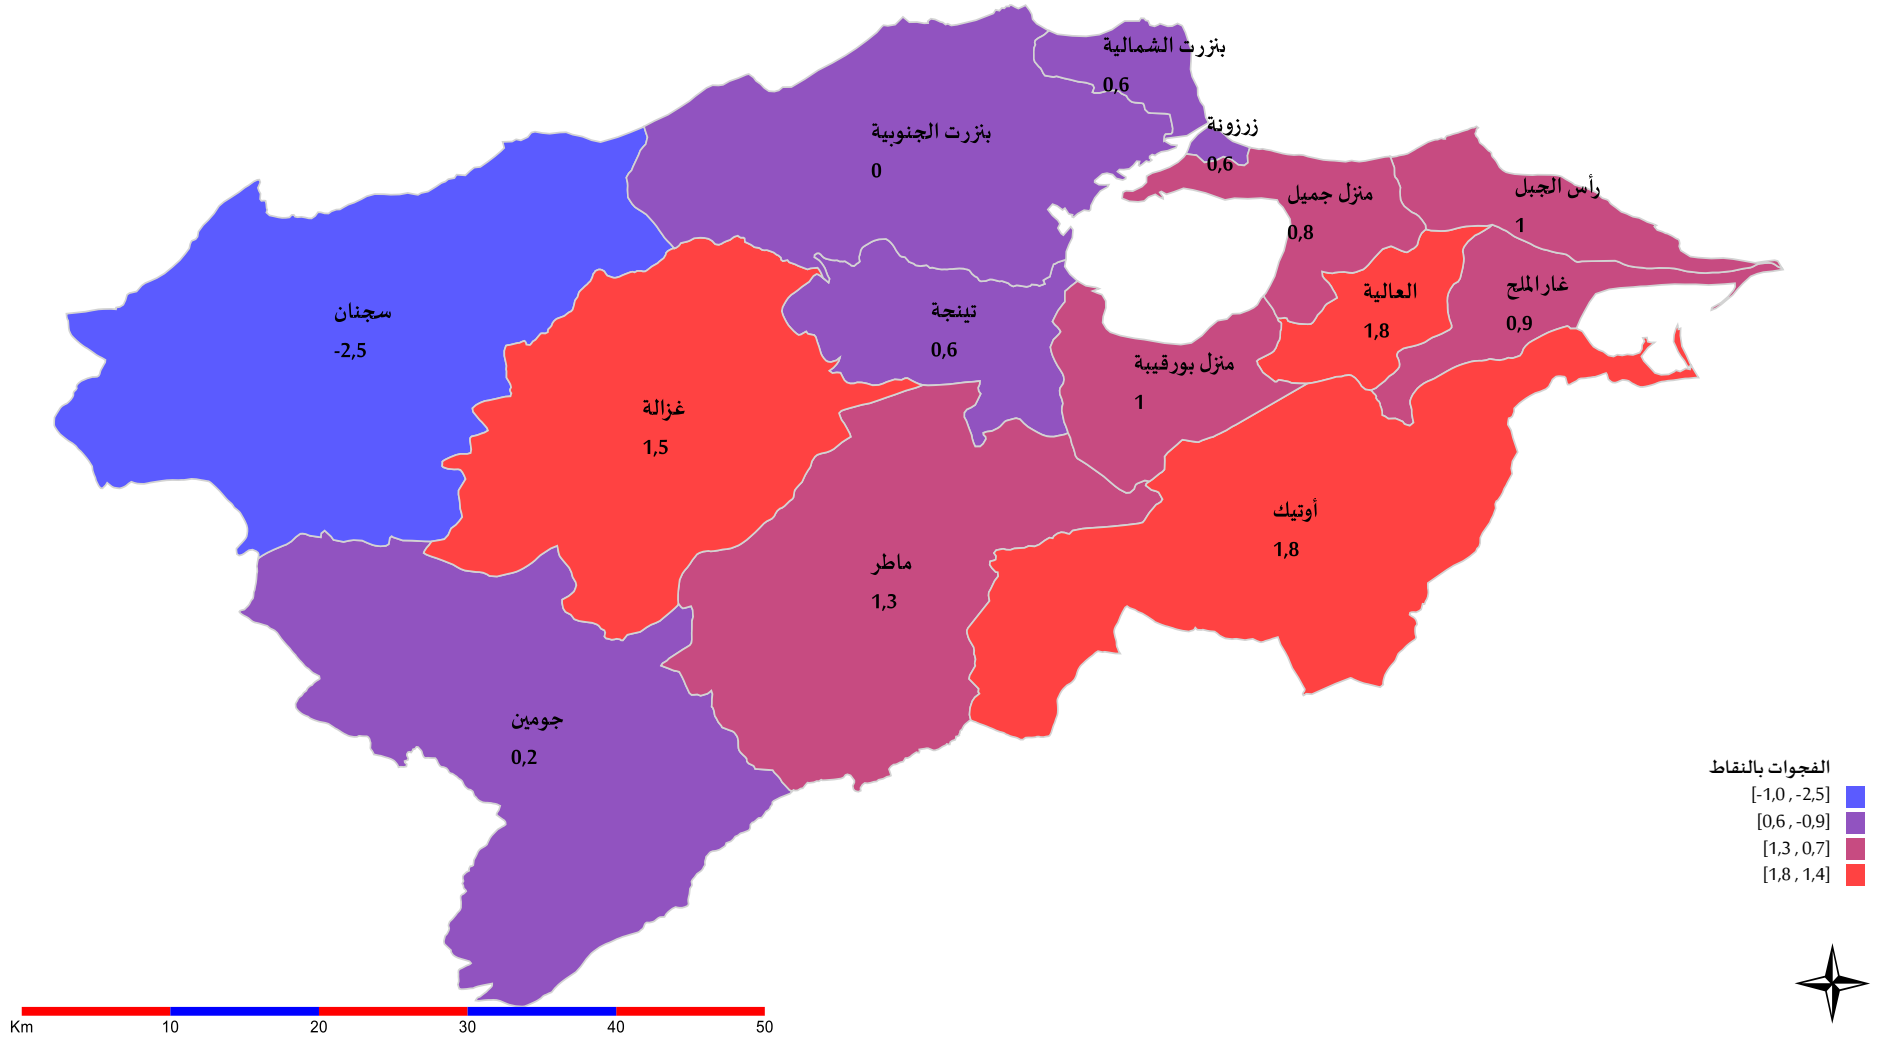 بنزرت الشمالية
0,6
زرزونة
0,6
بنزرت الجنوبية
0
رأس الجبل
1
منزل جميل
0,8
غار الملح
0,9
العالية
1,8
سجنان
-2,5
تينجة
0,6
منزل بورقيبة
1
غزالة
1,5
أوتيك
1,8
ماطر
1,3
جومين
0,2
الفجوات بالنقاط
[-1,0 , -2,5]
[0,6 , -0,9]
[1,3 , 0,7]
[1,8 , 1,4]
Km 10 20 30 40 50